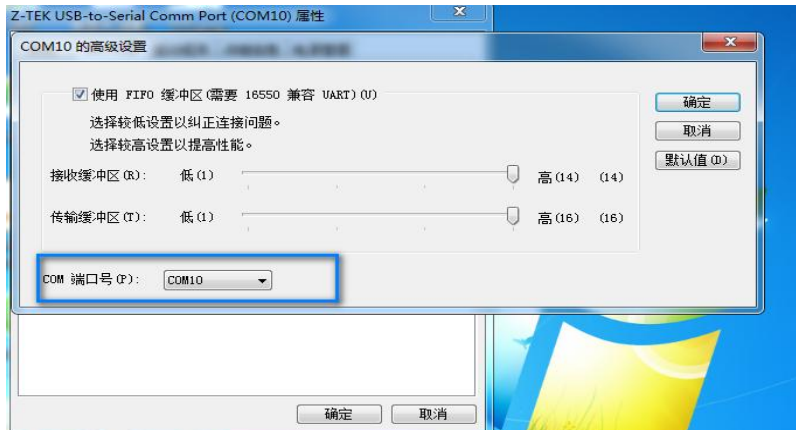 Z-TEK USB-to-Serial Comm Port (COM10) 属性
COM10 的高级设置
使用 FIFO 缓冲区(需要 16550 兼容 UART)(U)
选择较低设置以纠正连接问题。
选择较高设置以提高性能。
接收缓冲区(R): 低(1) 高(14) (14)
传输缓冲区(T): 低(1) 高(16) (16)
COM 端口号(P): COM10
确定
取消
默认值(D)
确定 取消